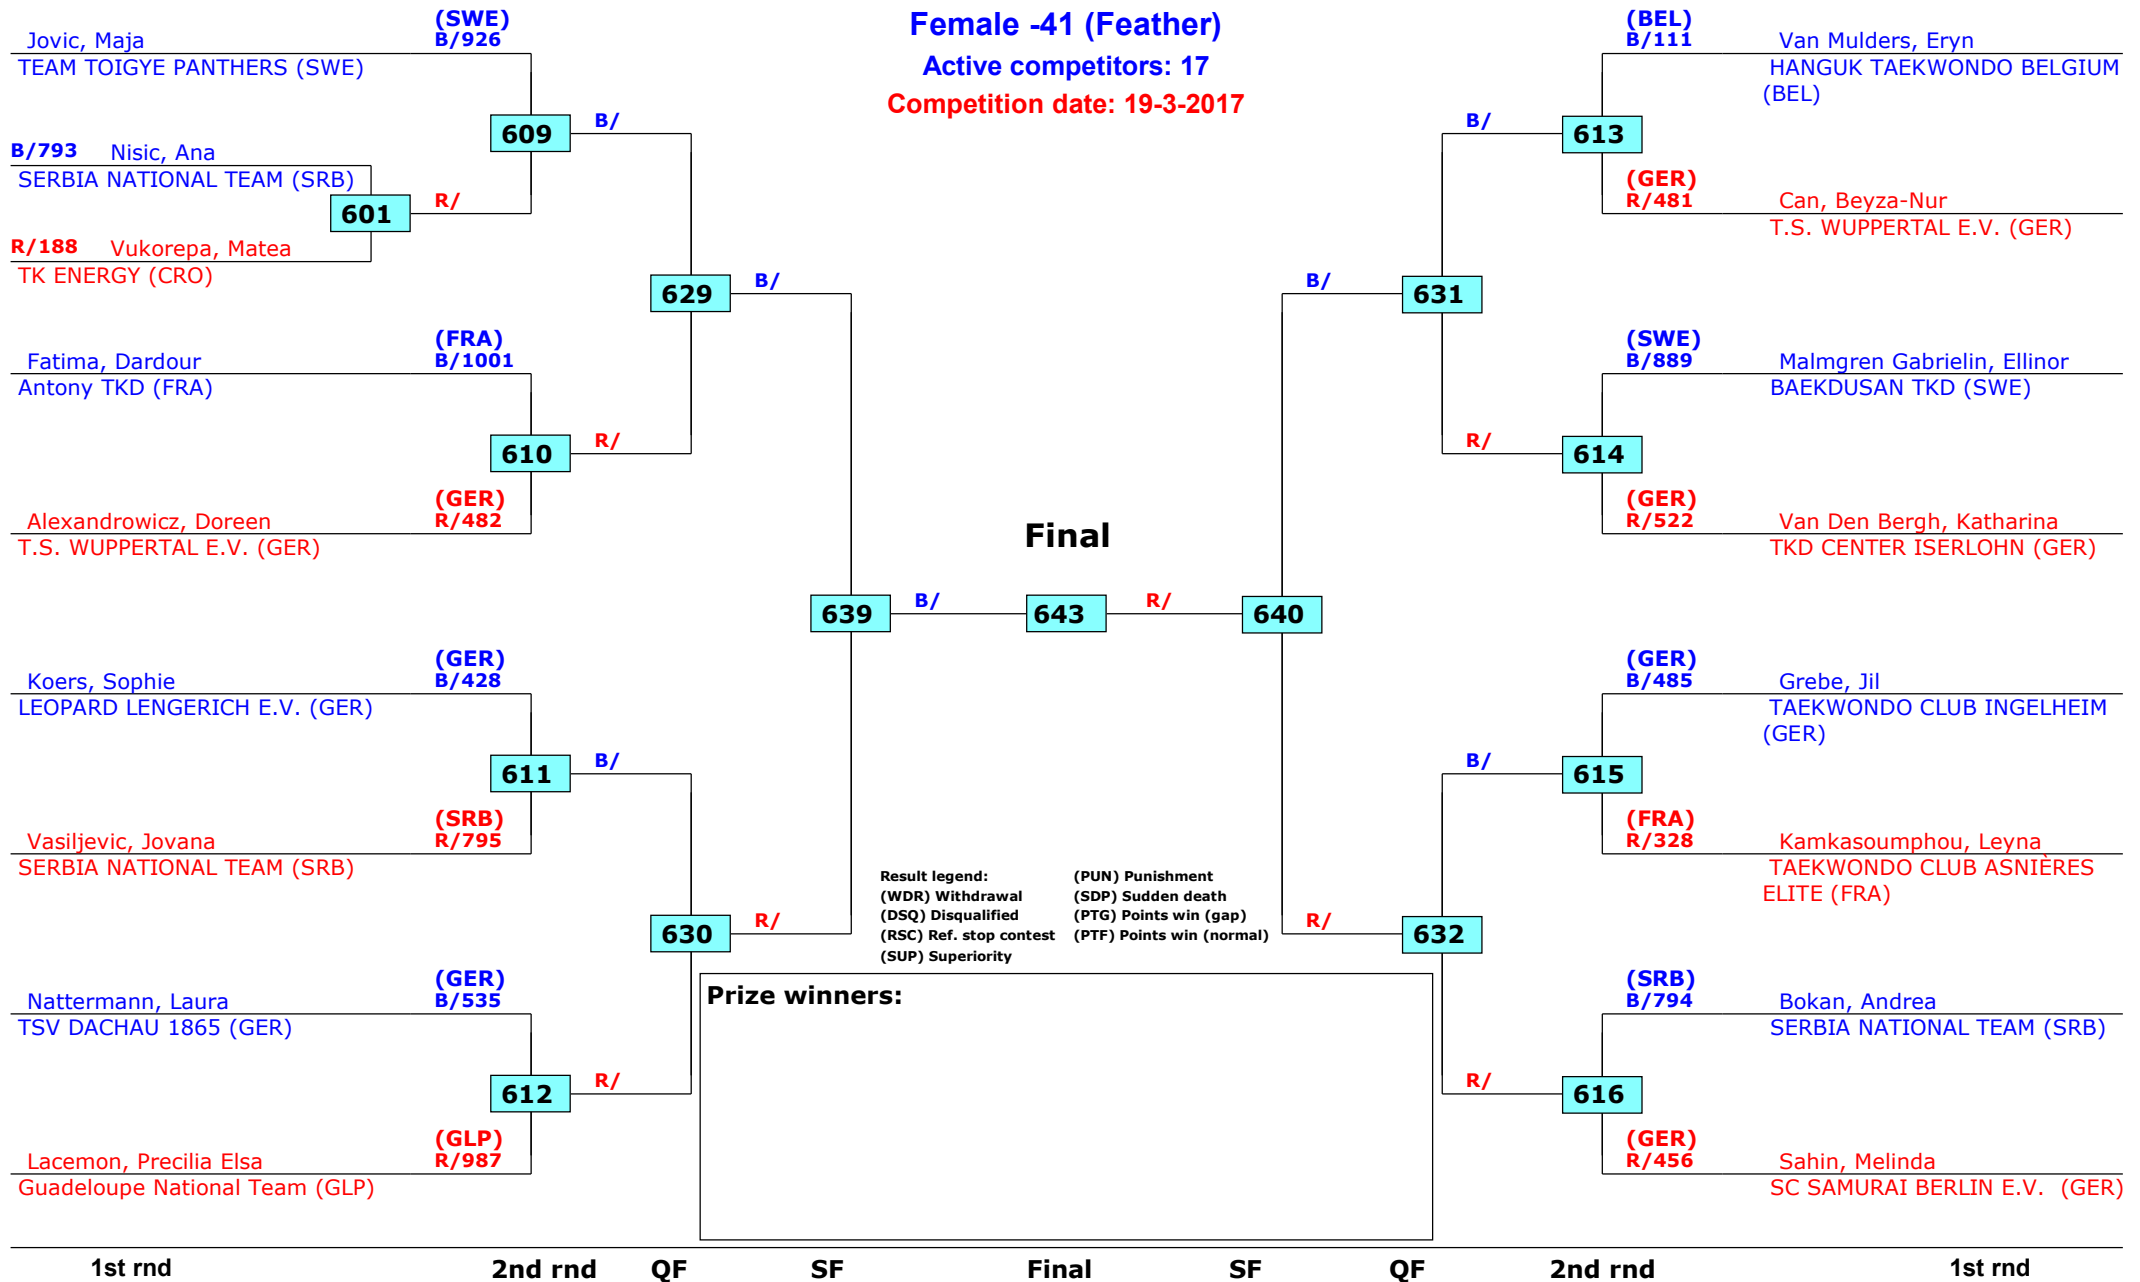 Female -41 (Feather)
Active competitors: 17
Competition date: 19-3-2017
(SWE)
Jovic, Maja B/926
TEAM TOIGYE PANTHERS (SWE)
609
B/
B/793 Nisic, Ana
SERBIA NATIONAL TEAM (SRB)
601
R/
R/188 Vukorepa, Matea
TK ENERGY (CRO)
629
B/
(FRA)
Fatima, Dardour B/1001
Antony TKD (FRA)
610
R/
(GER)
Alexandrowicz, Doreen R/482
T.S. WUPPERTAL E.V. (GER)
639
B/
(GER)
Koers, Sophie B/428
LEOPARD LENGERICH E.V. (GER)
611
B/
(SRB)
Vasiljevic, Jovana R/795
SERBIA NATIONAL TEAM (SRB)
630
R/
(GER)
Nattermann, Laura B/535
TSV DACHAU 1865 (GER)
612
R/
(GLP)
Lacemon, Precilia Elsa R/987
Guadeloupe National Team (GLP)
Final
643
R/
640
(BEL)
B/111 Van Mulders, Eryn
HANGUK TAEKWONDO BELGIUM
(BEL)
B/
613
(GER)
R/481 Can, Beyza-Nur
T.S. WUPPERTAL E.V. (GER)
B/
631
(SWE)
B/889 Malmgren Gabrielin, Ellinor
BAEKDUSAN TKD (SWE)
R/
614
(GER)
R/522 Van Den Bergh, Katharina
TKD CENTER ISERLOHN (GER)
(GER)
B/485 Grebe, Jil
TAEKWONDO CLUB INGELHEIM
(GER)
B/
615
(FRA)
R/328 Kamkasoumphou, Leyna
TAEKWONDO CLUB ASNIÈRES
ELITE (FRA)
R/
632
(SRB)
B/794 Bokan, Andrea
SERBIA NATIONAL TEAM (SRB)
R/
616
(GER)
R/456 Sahin, Melinda
SC SAMURAI BERLIN E.V. (GER)
Result legend: (PUN) Punishment
(WDR) Withdrawal (SDP) Sudden death
(DSQ) Disqualified (PTG) Points win (gap)
(RSC) Ref. stop contest (PTF) Points win (normal)
(SUP) Superiority
Prize winners:
1st rnd 2nd rnd QF SF Final SF QF 2nd rnd 1st rnd